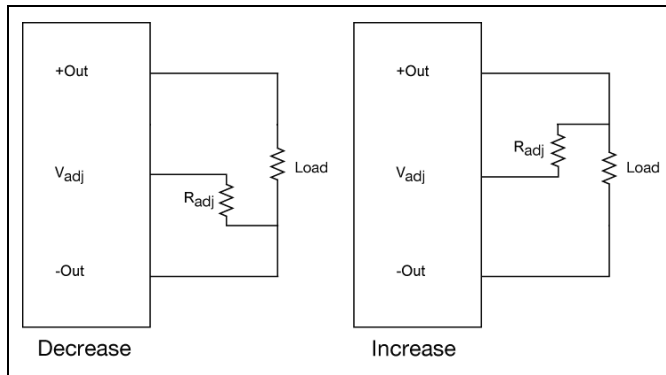 +Out
Vadj
Radj
Load
-Out
Decrease
+Out
Vadj
Radj
Load
-Out
Increase